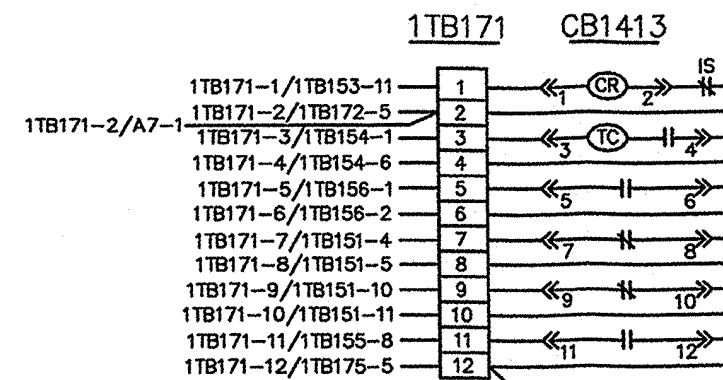 1TB171 CB1413
IS
1TB171-1/1TB153-11 1 1 CR 2
1TB171-2/1TB172-5 2
1TB171-2/A7-1
1TB171-3/1TB154-1 3 3 TC 4
1TB171-4/1TB154-6 4
1TB171-5/1TB156-1 5 5 6
1TB171-6/1TB156-2 6
1TB171-7/1TB151-4 7 7 8
1TB171-8/1TB151-5 8
1TB171-9/1TB151-10 9 9 10
1TB171-10/1TB151-11 10
1TB171-11/1TB155-8 11 11 12
1TB171-12/1TB175-5 12